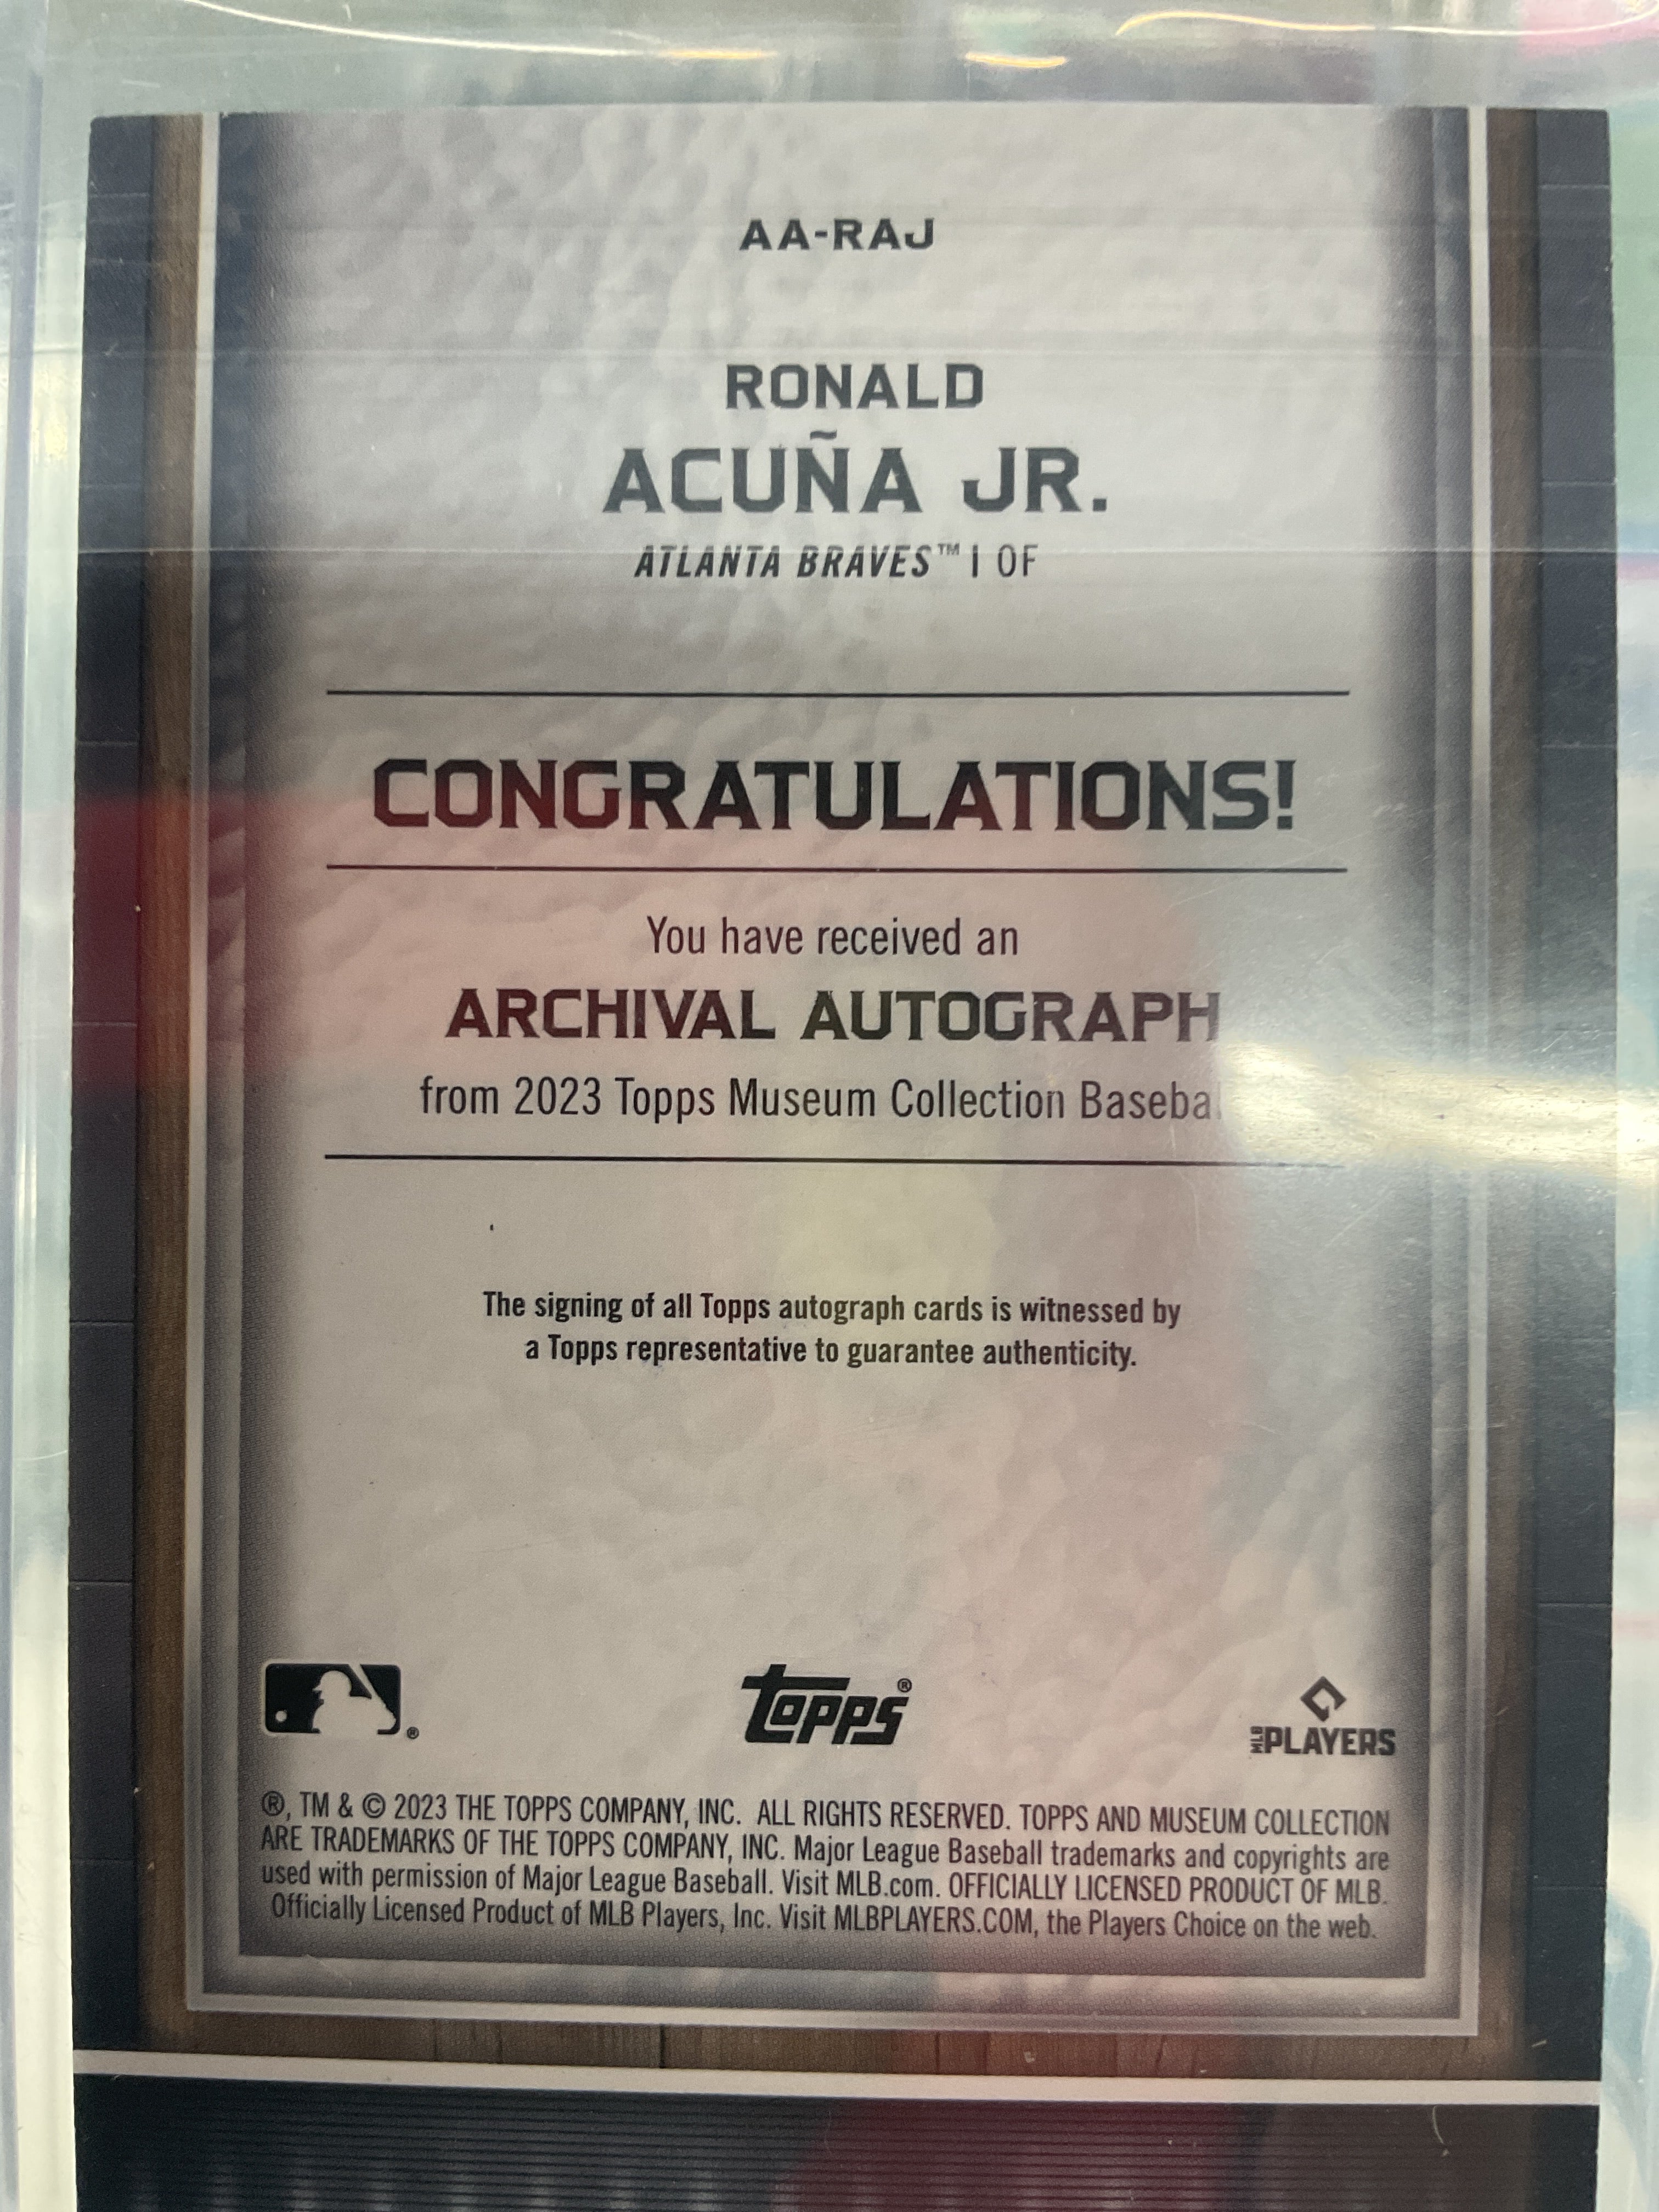 AA-RAJ
RONALD
ACUÑA JR.
ATLANTA BRAVES™ | OF
CONGRATULATIONS!
You have received an
ARCHIVAL AUTOGRAPH
from 2023 Topps Museum Collection
The signing of all Topps autograph cards is witnessed by
a Topps representative to guarantee authenticity.
®
topps®
MLB PLAYERS
®, TM & © 2023 THE TOPPS COMPANY, INC. ALL RIGHTS RESERVED. TOPPS AND MUSEUM COLLECTION
ARE TRADEMARKS OF THE TOPPS COMPANY, INC. Major League Baseball trademarks and copyrights are
used with permission of Major League Baseball. Visit MLB.com. OFFICIALLY LICENSED PRODUCT OF MLB.
Officially Licensed Product of MLB Players, Inc. Visit MLBPLAYERS.COM, the Players Choice on the web.